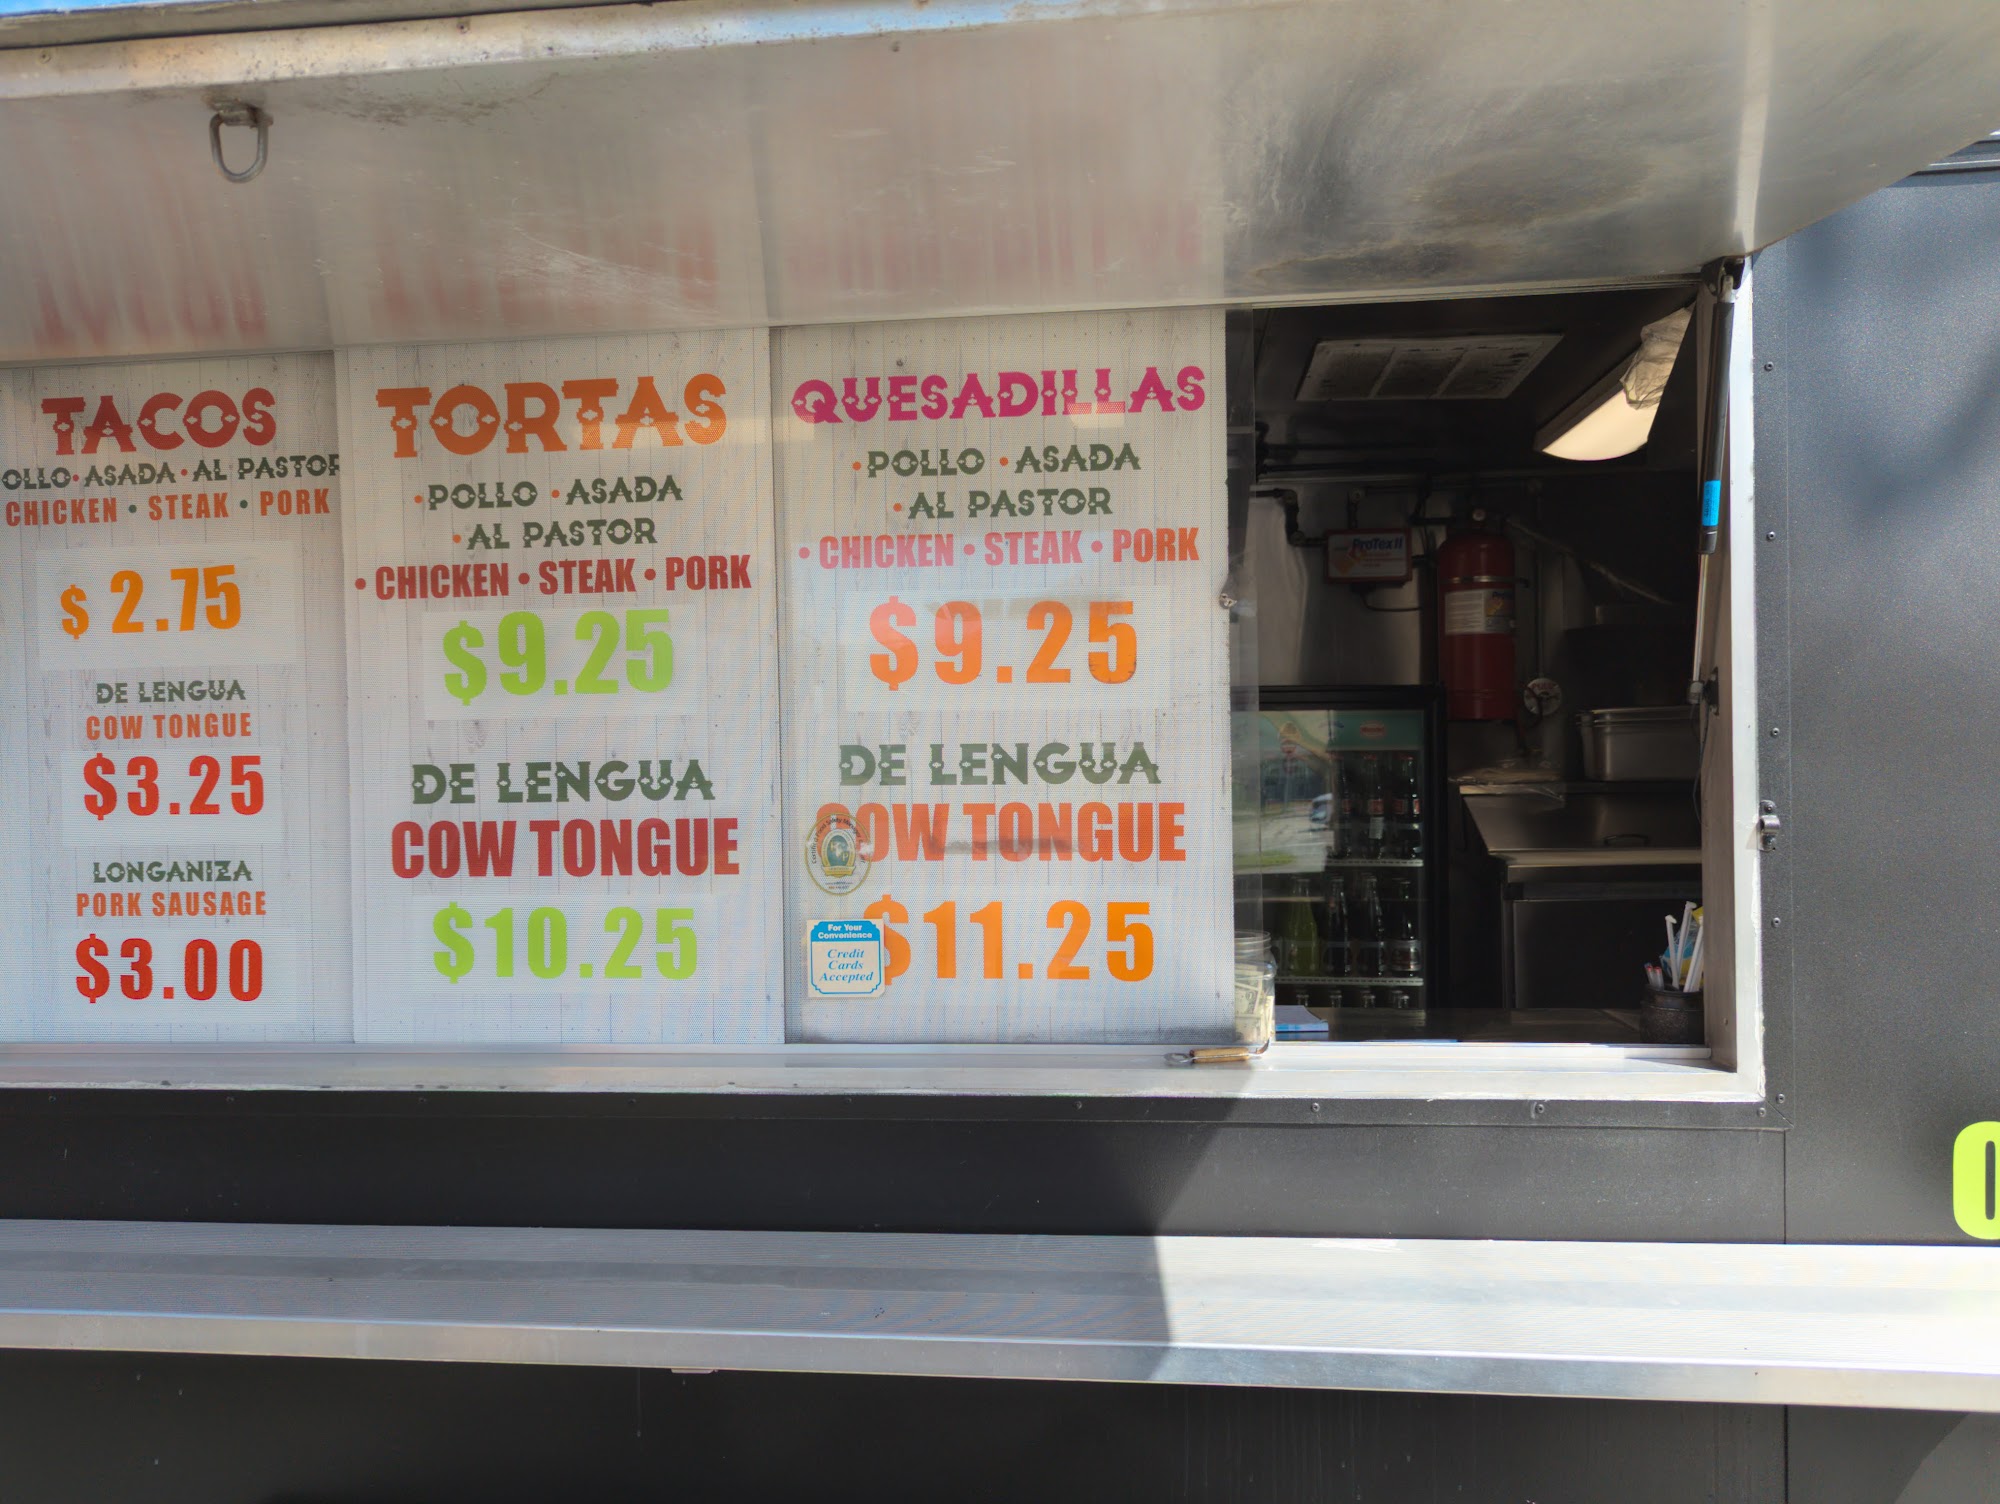 TACOS
OLLO • ASADA • AL PASTOR
CHICKEN • STEAK • PORK
$2.75
DE LENGUA
COW TONGUE
$3.25
LONGANIZA
PORK SAUSAGE
$3.00
TORTAS
• POLLO • ASADA
• AL PASTOR
• CHICKEN • STEAK • PORK
$9.25
DE LENGUA
COW TONGUE
$10.25
QUESADILLAS
• POLLO • ASADA
• AL PASTOR
• CHICKEN • STEAK • PORK
$9.25
DE LENGUA
COW TONGUE
$11.25
For Your
Convenience
Credit
Cards
Accepted
ProTex II